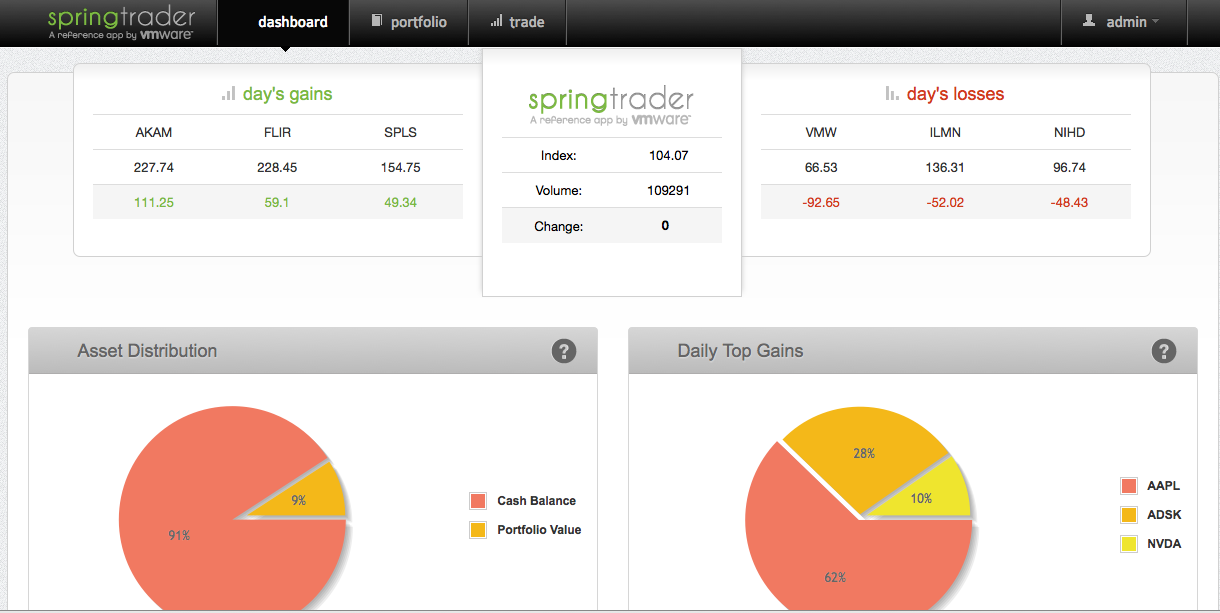 springtrader
A reference app by vmware
dashboard
portfolio
trade
admin
day's gains
AKAM FLIR SPLS
227.74 228.45 154.75
111.25 59.1 49.34
springtrader
A reference app by vmware
Index: 104.07
Volume: 109291
Change: 0
day's losses
VMW ILMN NIHD
66.53 136.31 96.74
-92.65 -52.02 -48.43
Asset Distribution ?
9%
91%
Cash Balance
Portfolio Value
Daily Top Gains ?
28%
10%
62%
AAPL
ADSK
NVDA